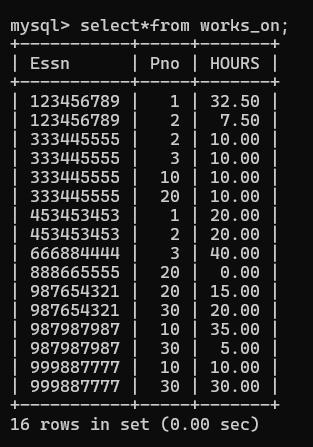 mysql> select*from works_on;
+-----------+-----+-------+
| Essn      | Pno | HOURS |
+-----------+-----+-------+
| 123456789 |   1 | 32.50 |
| 123456789 |   2 |  7.50 |
| 333445555 |   2 | 10.00 |
| 333445555 |   3 | 10.00 |
| 333445555 |  10 | 10.00 |
| 333445555 |  20 | 10.00 |
| 453453453 |   1 | 20.00 |
| 453453453 |   2 | 20.00 |
| 666884444 |   3 | 40.00 |
| 888665555 |  20 |  0.00 |
| 987654321 |  20 | 15.00 |
| 987654321 |  30 | 20.00 |
| 987987987 |  10 | 35.00 |
| 987987987 |  30 |  5.00 |
| 999887777 |  10 | 10.00 |
| 999887777 |  30 | 30.00 |
+-----------+-----+-------+
16 rows in set (0.00 sec)